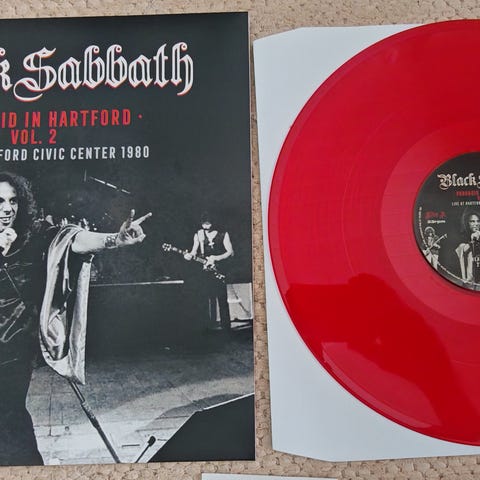 k Sabbath
ID IN HARTFORD ·
VOL. 2
FORD CIVIC CENTER 1980
Black S
LIVE AT HARTFORD